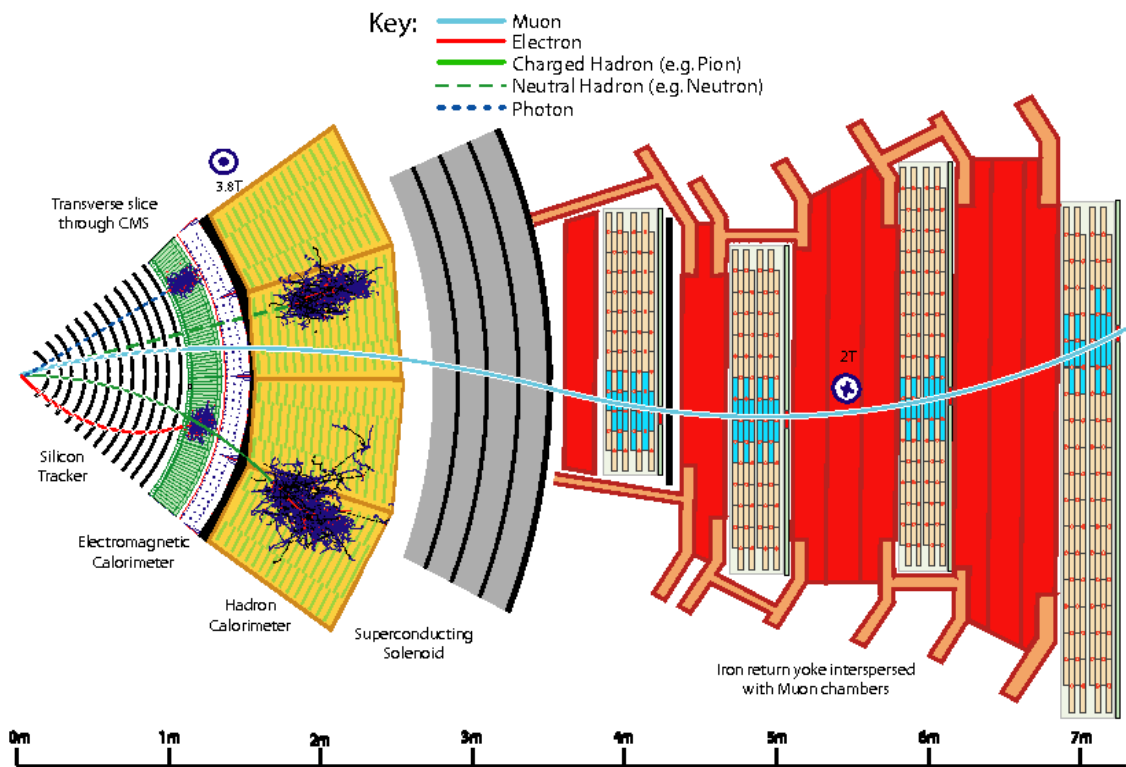 Key:
Muon
Electron
Charged Hadron (e.g. Pion)
Neutral Hadron (e.g. Neutron)
Photon
3.8T
Transverse slice
through CMS
2T
Silicon
Tracker
Electromagnetic
Calorimeter
Hadron
Calorimeter
Superconducting
Solenoid
Iron return yoke interspersed
with Muon chambers
0m 1m 2m 3m 4m 5m 6m 7m